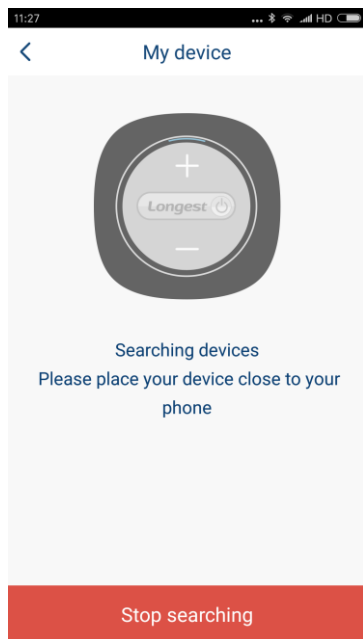 11:27 ... HD
My device
+
Longest
−
Searching devices
Please place your device close to your
phone
Stop searching